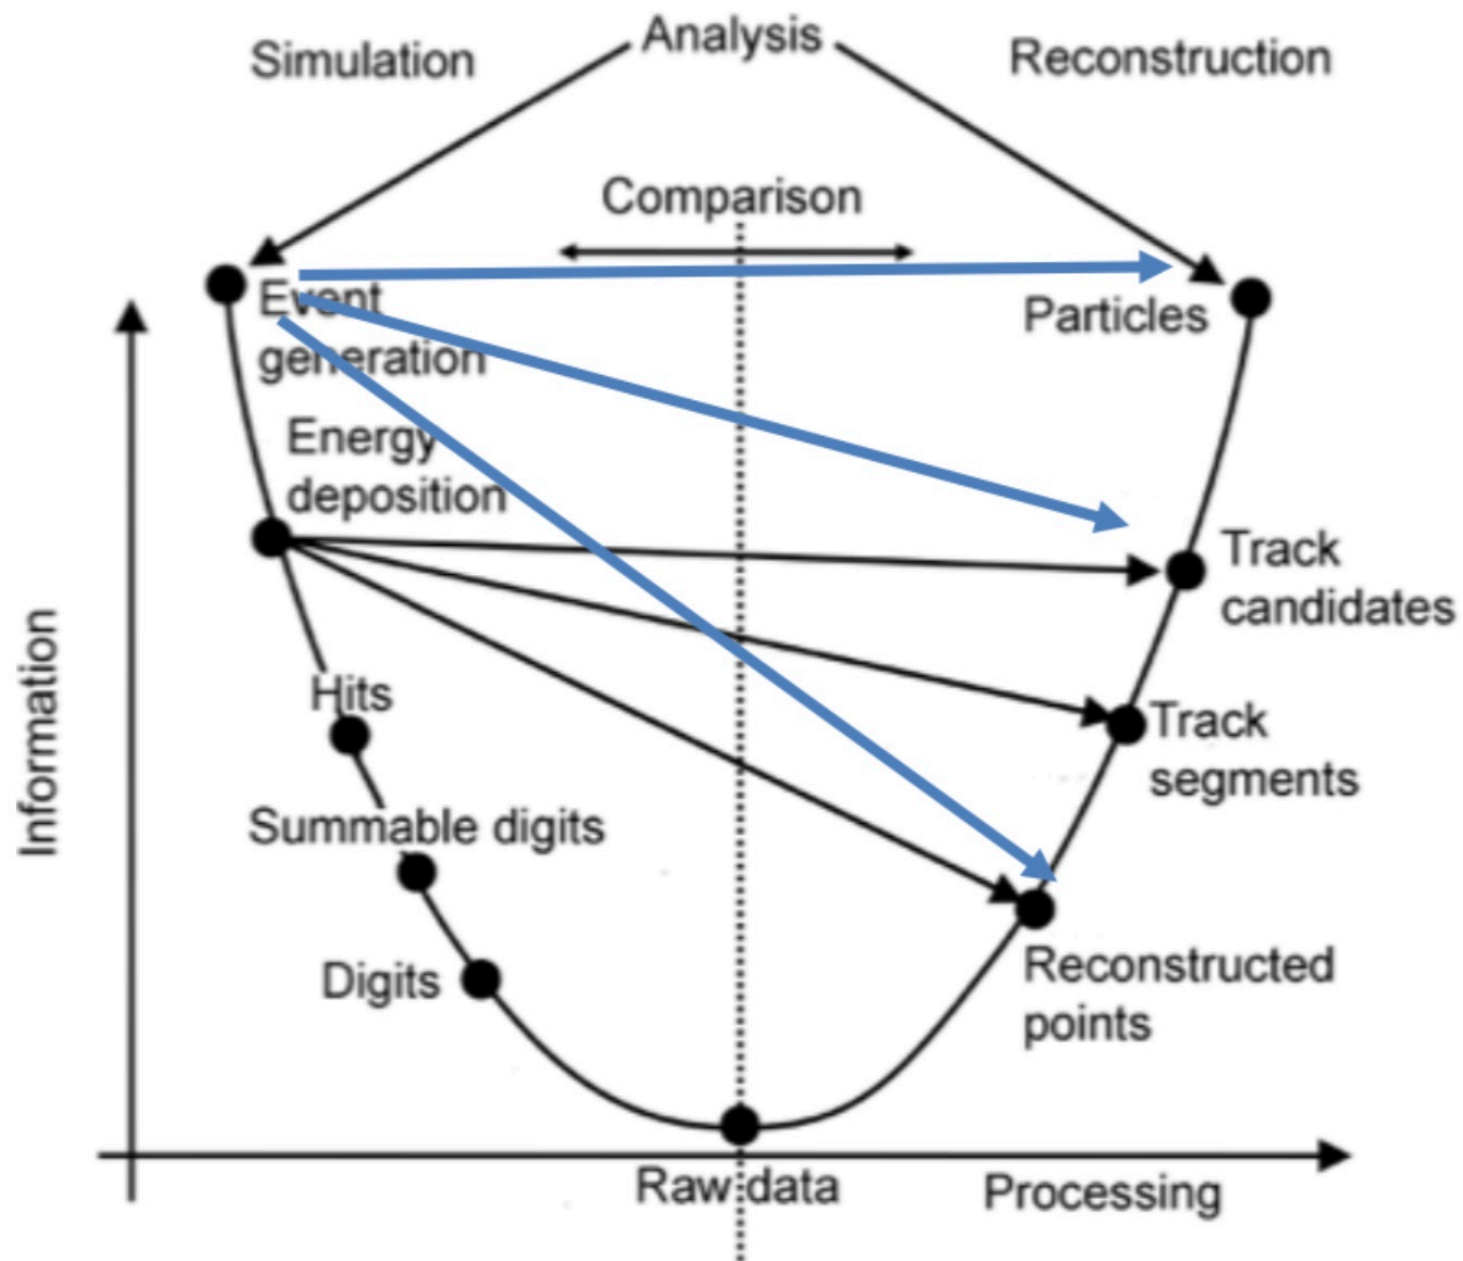 Simulation
Analysis
Reconstruction
Comparison
Event
generation
Particles
Energy
deposition
Track
candidates
Information
Hits
Track
segments
Summable digits
Digits
Reconstructed
points
Raw data
Processing